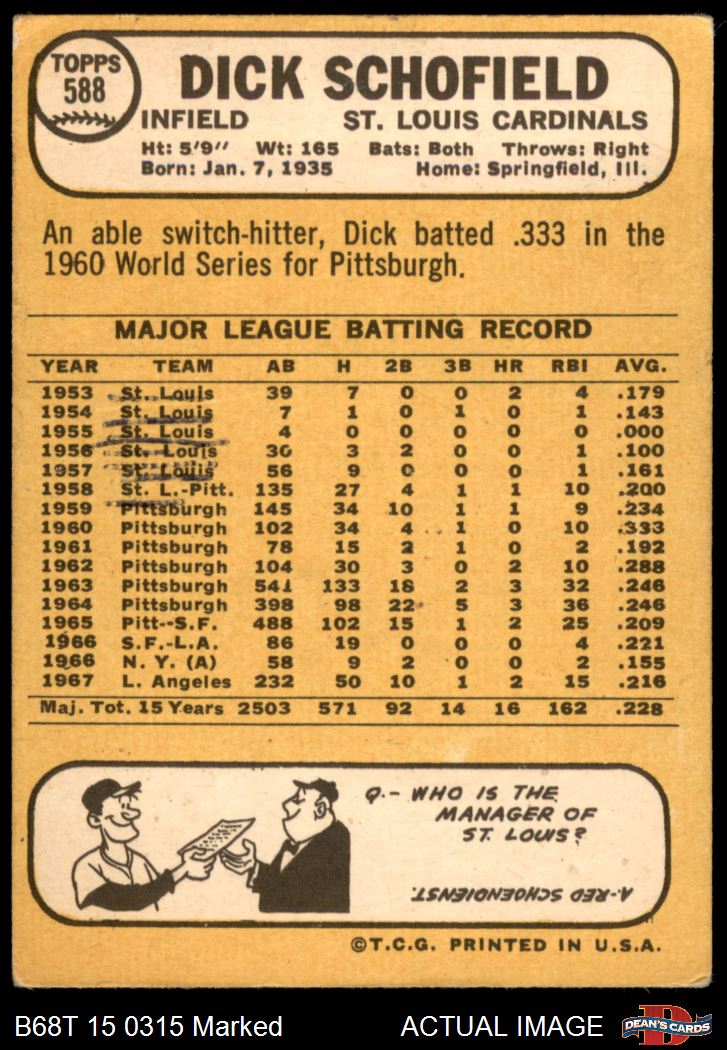 TOPPS
588
DICK SCHOFIELD
INFIELD ST. LOUIS CARDINALS
Ht: 5'9" Wt: 165 Bats: Both Throws: Right
Born: Jan. 7, 1935 Home: Springfield, Ill.
An able switch-hitter, Dick batted .333 in the
1960 World Series for Pittsburgh.
MAJOR LEAGUE BATTING RECORD
YEAR TEAM AB H 2B 3B HR RBI AVG.
1953 St. Louis 39 7 0 0 2 4 .179
1954 St. Louis 7 1 0 1 0 1 .143
1955 St. Louis 4 0 0 0 0 0 .000
1956 St. Louis 30 3 2 0 0 1 .100
1957 St. Louis 56 9 0 0 0 1 .161
1958 St. L.-Pitt. 135 27 4 1 1 10 .200
1959 Pittsburgh 145 34 10 1 1 9 .234
1960 Pittsburgh 102 34 4 1 0 10 .333
1961 Pittsburgh 78 15 2 1 0 2 .192
1962 Pittsburgh 104 30 3 0 2 10 .288
1963 Pittsburgh 541 133 18 2 3 32 .246
1964 Pittsburgh 398 98 22 5 3 36 .246
1965 Pitt--S.F. 488 102 15 1 2 25 .209
1966 S.F.-L.A. 86 19 0 0 0 4 .221
1966 N. Y. (A) 58 9 2 0 0 2 .155
1967 L. Angeles 232 50 10 1 2 15 .216
Maj. Tot. 15 Years 2503 571 92 14 16 162 .228
Q.- WHO IS THE
MANAGER OF
ST. LOUIS?
A-RED SCHOENDIENST.
©T.C.G. PRINTED IN U.S.A.
B68T 15 0315 Marked ACTUAL IMAGE
D
DEAN'S CARDS